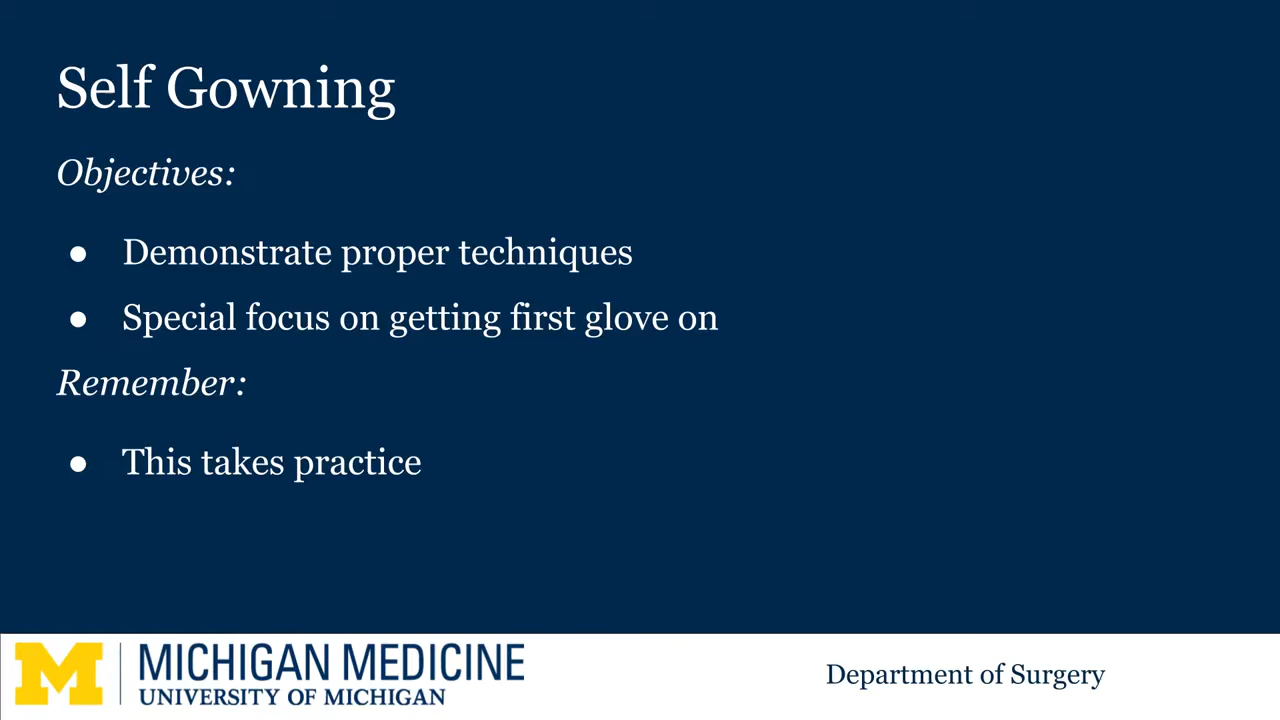 Self Gowning
Objectives:
● Demonstrate proper techniques
● Special focus on getting first glove on
Remember:
● This takes practice
M
MICHIGAN MEDICINE
UNIVERSITY OF MICHIGAN
Department of Surgery